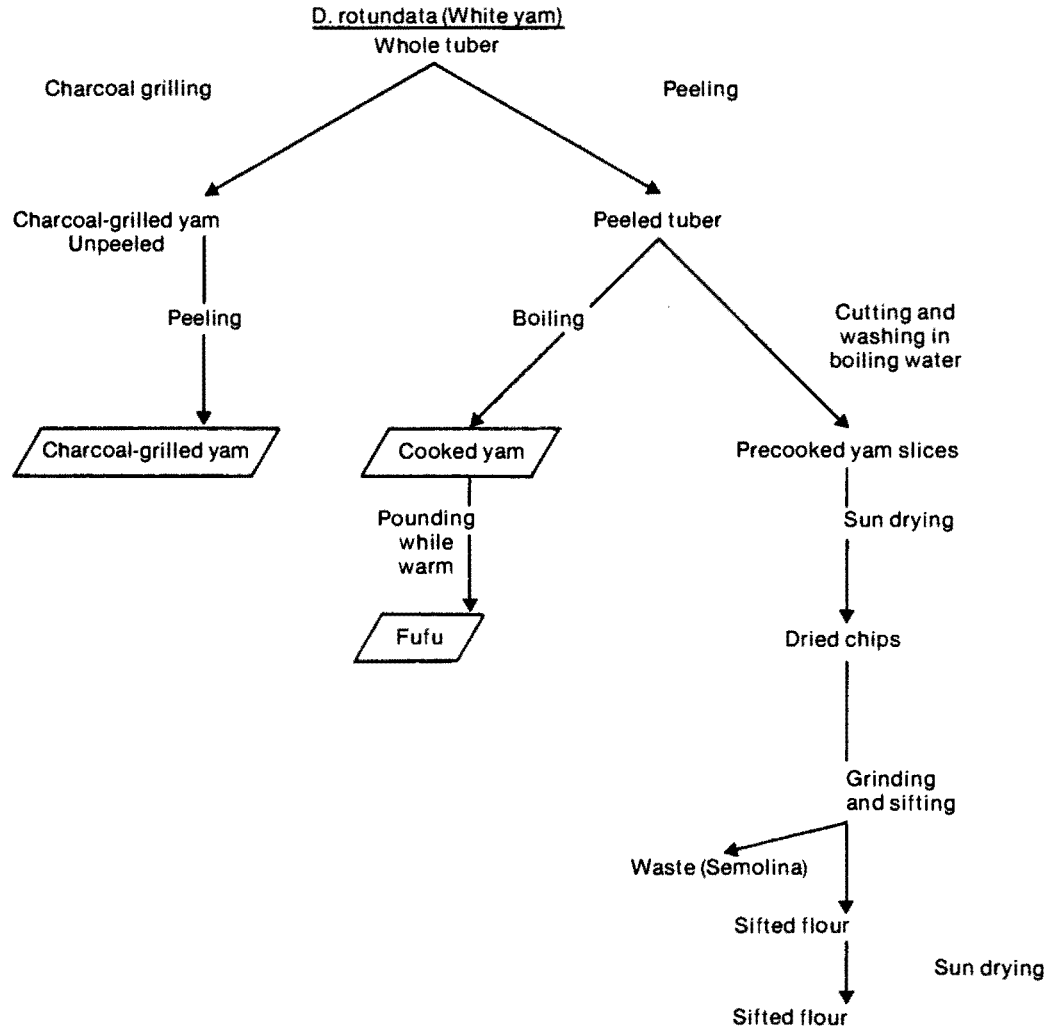 D. rotundata (White yam)
Whole tuber
Charcoal grilling
Peeling
Charcoal-grilled yam
Unpeeled
Peeled tuber
Peeling
Boiling
Cutting and
washing in
boiling water
Charcoal-grilled yam
Cooked yam
Precooked yam slices
Pounding
while
warm
Sun drying
Fufu
Dried chips
Grinding
and sifting
Waste (Semolina)
Sifted flour
Sun drying
Sifted flour